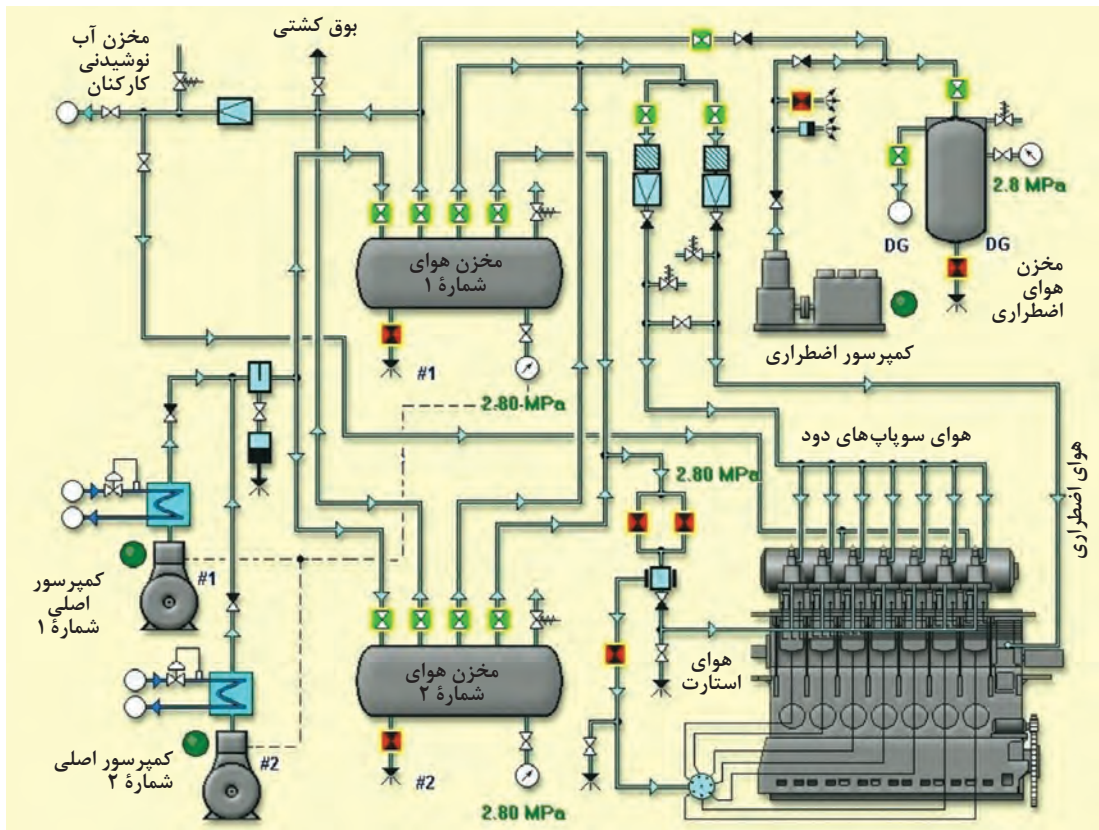 مخزن آب
نوشیدنی
کارکنان
بوق کشتی
2.8 MPa
DG
DG
مخزن
هوای
اضطراری
کمپرسور اضطراری
مخزن هوای
شمارهٔ ۱
#1
2.80 MPa
هوای سوپاپ‌های دود
هوای اضطراری
2.80 MPa
#1
کمپرسور
اصلی
شمارهٔ ۱
هوای
استارت
مخزن هوای
شمارهٔ ۲
#2
کمپرسور اصلی
شمارهٔ ۲
#2
2.80 MPa